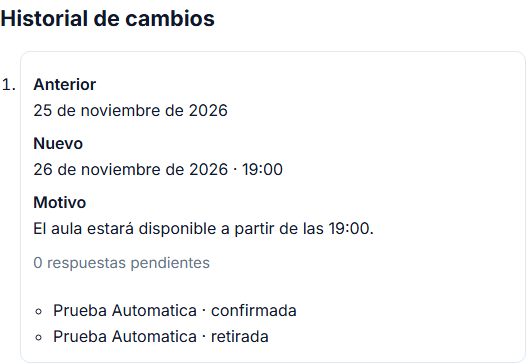 Historial de cambios
1.
Anterior
25 de noviembre de 2026
Nuevo
26 de noviembre de 2026 · 19:00
Motivo
El aula estará disponible a partir de las 19:00.
0 respuestas pendientes
Prueba Automatica · confirmada
Prueba Automatica · retirada